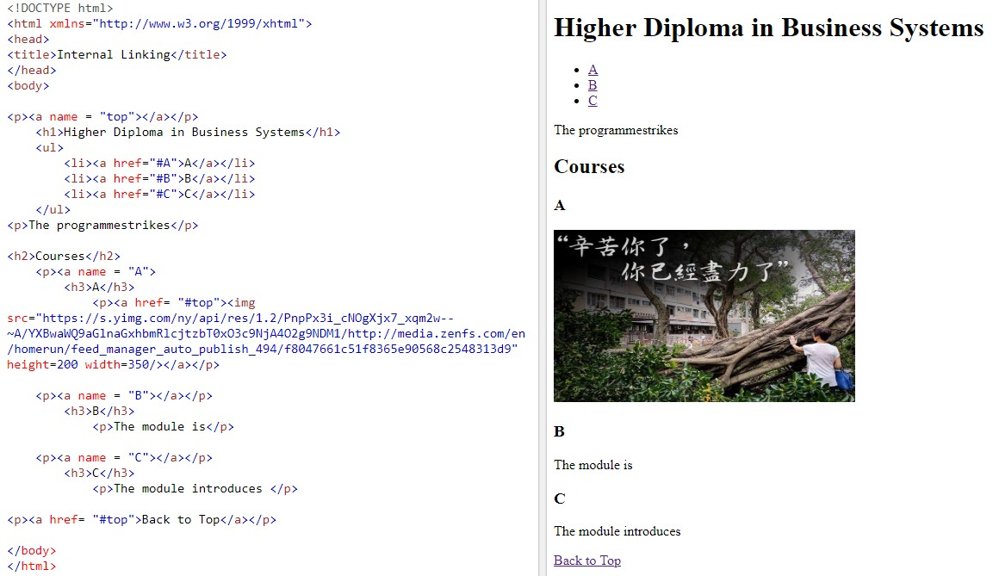 <!DOCTYPE html>
<html xmlns="http://www.w3.org/1999/xhtml">
<head>
<title>Internal Linking</title>
</head>
<body>
<p><a name = "top"></a></p>
<h1>Higher Diploma in Business Systems</h1>
<ul>
<li><a href="#A">A</a></li>
<li><a href="#B">B</a></li>
<li><a href="#C">C</a></li>
</ul>
<p>The programmestrikes</p>
<h2>Courses</h2>
<p><a name = "A">
<h3>A</h3>
<p><a href= "#top"><img
src="https://s.yimg.com/ny/api/res/1.2/PnpPx3i_cNOgXjx7_xqm2w--
~A/YXBwaWQ9aGlnaGxhbmRlcjtzbT0xO3c9NjA4O2g9NDM1/http://media.zenfs.com/en
/homerun/feed_manager_auto_publish_494/f8047661c51f8365e90568c2548313d9"
height=200 width=350/></a></p>
<p><a name = "B"></a></p>
<h3>B</h3>
<p>The module is</p>
<p><a name = "C"></a></p>
<h3>C</h3>
<p>The module introduces </p>
<p><a href= "#top">Back to Top</a></p>
</body>
</html>
Higher Diploma in Business Systems
A
B
C
The programmestrikes
Courses
A
“辛苦你了，
你已經盡力了”
B
The module is
C
The module introduces
Back to Top